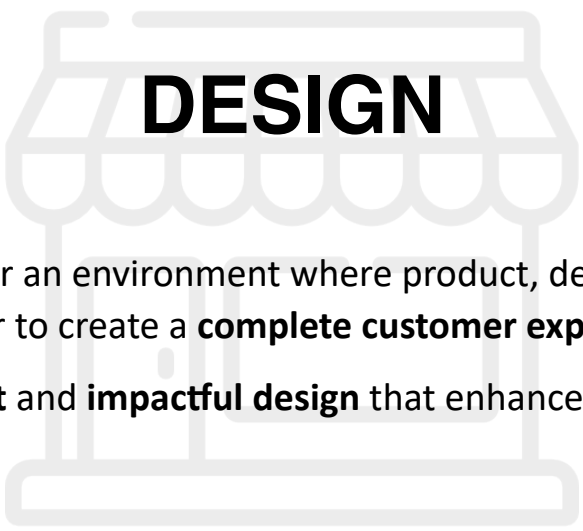 DESIGN
r an environment where product, de
r to create a complete customer exp
t and impactful design that enhance